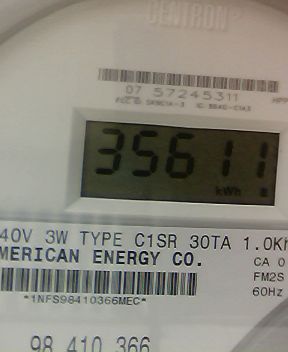 CENTRON®
07 57245311
35611
kWh
40V 3W TYPE C1SR 30TA 1.0Kh
MERICAN ENERGY CO.
CA 0
FM2S
60Hz
*1NFS98410366MEC*
98 410 366